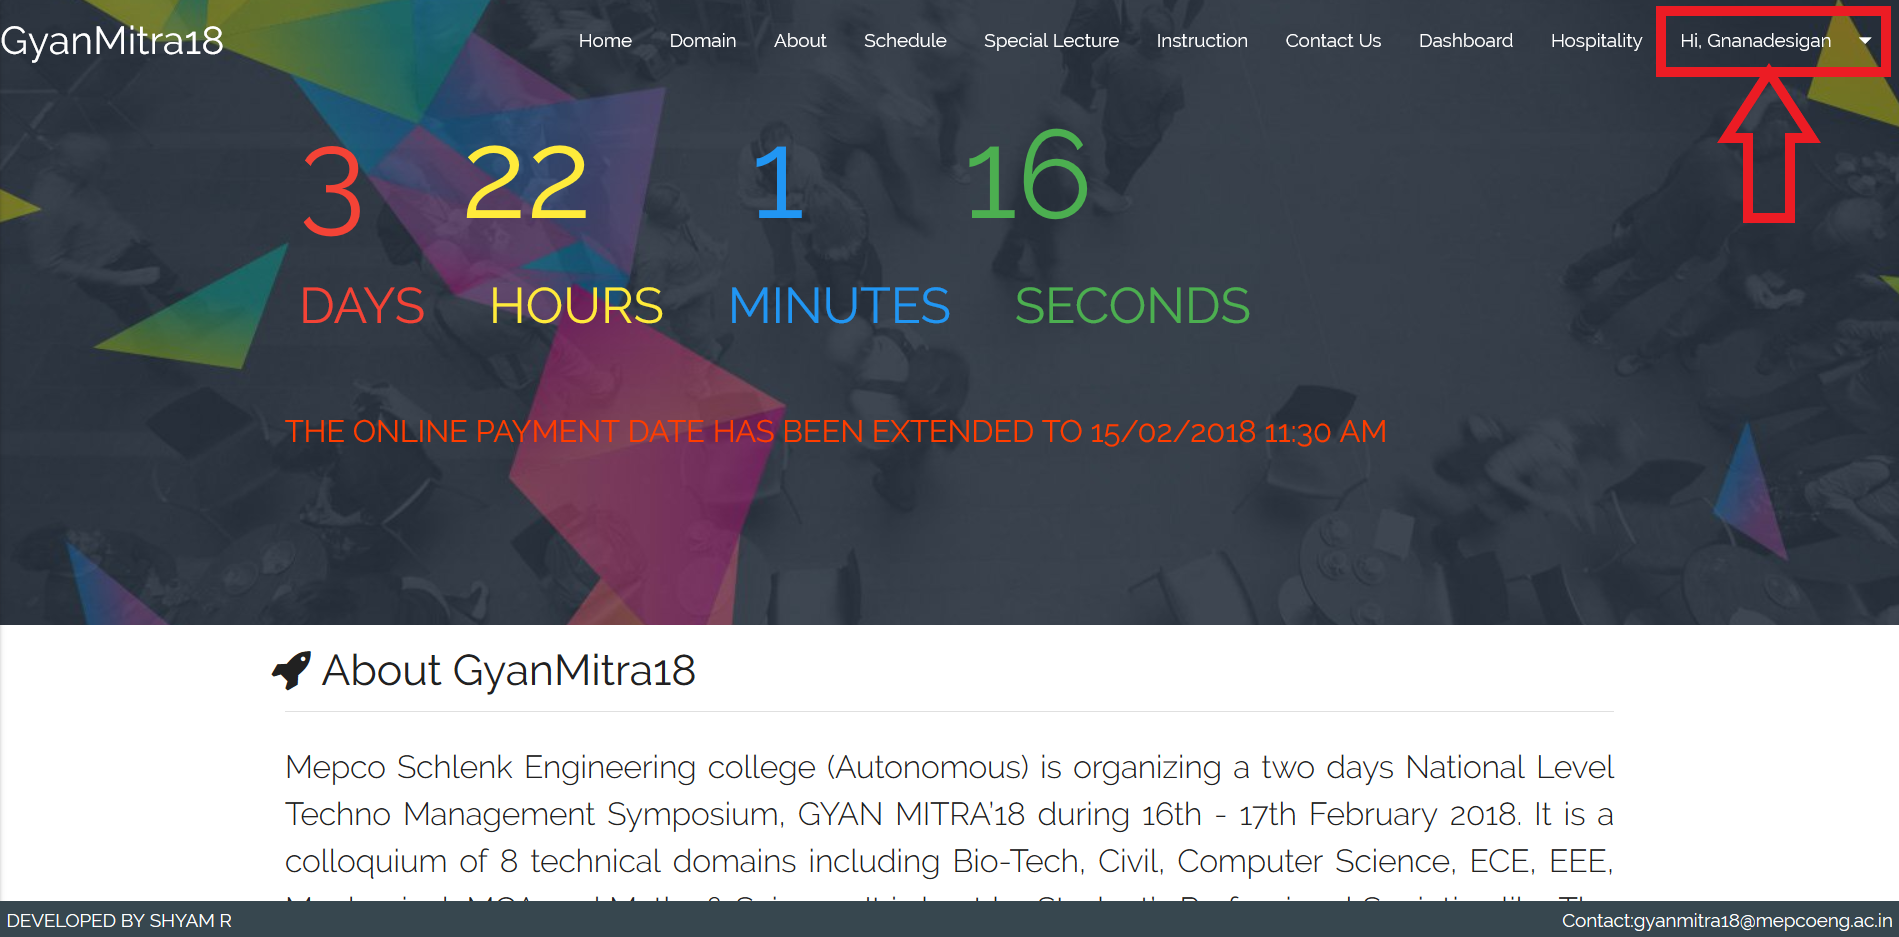 GyanMitra18
Home Domain About Schedule Special Lecture Instruction Contact Us Dashboard Hospitality Hi, Gnanadesigan
3 22 1 16
DAYS HOURS MINUTES SECONDS
THE ONLINE PAYMENT DATE HAS BEEN EXTENDED TO 15/02/2018 11:30 AM
About GyanMitra18
Mepco Schlenk Engineering college (Autonomous) is organizing a two days National Level
Techno Management Symposium, GYAN MITRA'18 during 16th - 17th February 2018. It is a
colloquium of 8 technical domains including Bio-Tech, Civil, Computer Science, ECE, EEE,
DEVELOPED BY SHYAM R
Contact:gyanmitra18@mepcoeng.ac.in